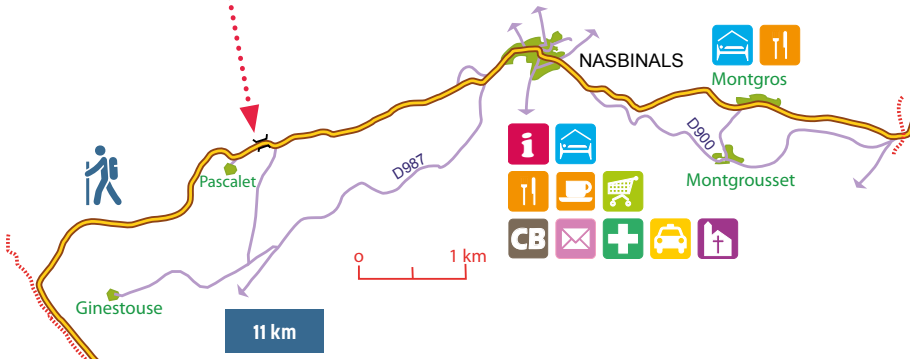 NASBINALS
Montgros
D900
D987
i
Pascalet
Montgrousset
CB
o 1 km
Ginestouse
11 km